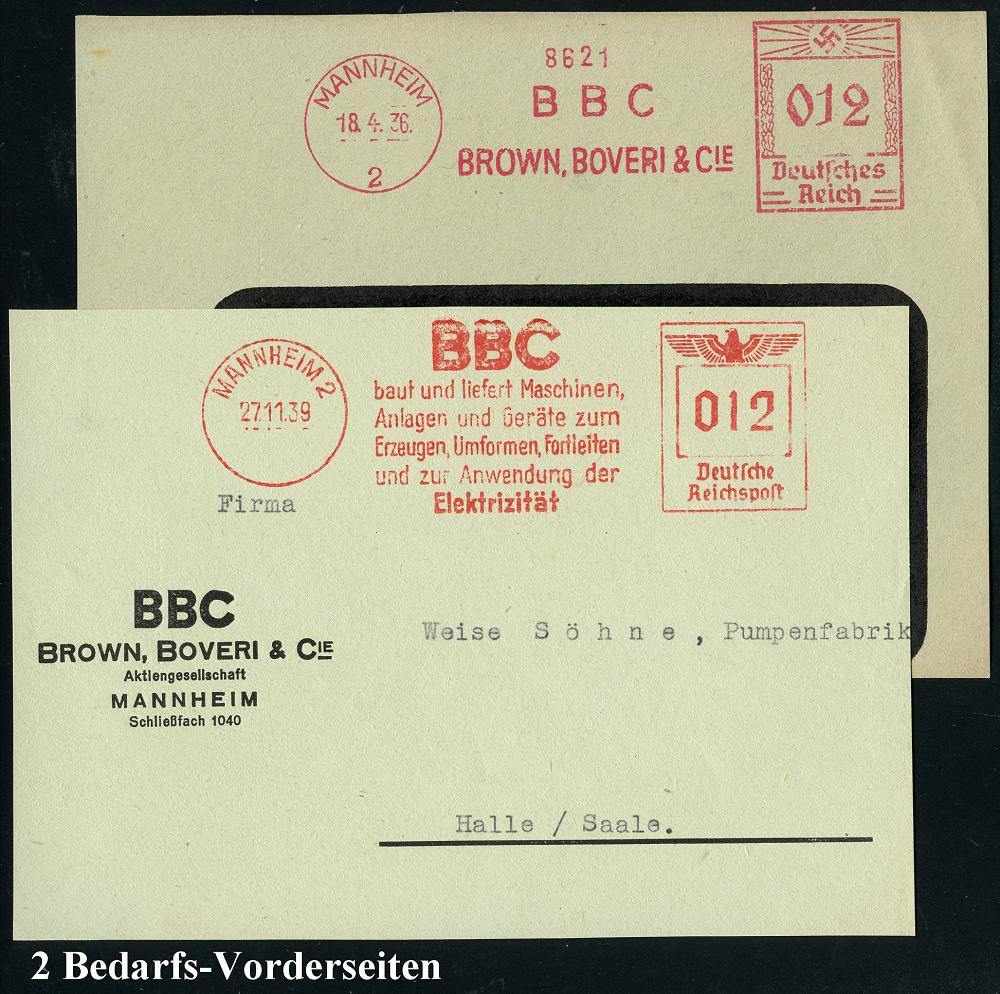 8621
MANNHEIM
18.4.36.
2
B B C
BROWN, BOVERI & CIE
012
Deutsches
Reich
MANNHEIM 2
27.11.39
BBC
baut und liefert Maschinen,
Anlagen und Geräte zum
Erzeugen, Umformen, Fortleiten
und zur Anwendung der
Elektrizität
012
Deutsche
Reichspost
Firma
BBC
BROWN, BOVERI & CIE
Aktiengesellschaft
MANNHEIM
Schließfach 1040
Weise S ö h n e , Pumpenfabrik
Halle / Saale.
2 Bedarfs-Vorderseiten